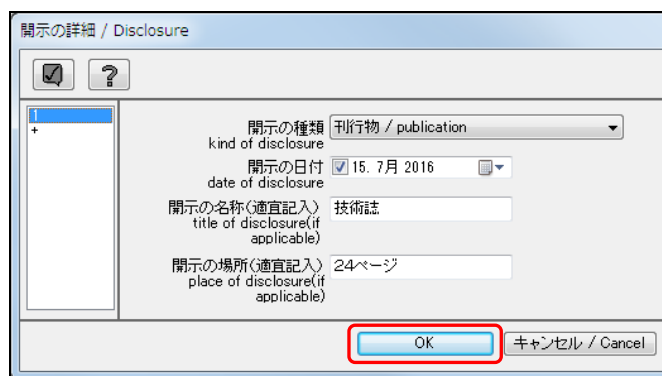 開示の詳細 / Disclosure
?
1
+
開示の種類 刊行物 / publication
kind of disclosure
開示の日付 15. 7月 2016
date of disclosure
開示の名称(適宜記入) 技術誌
title of disclosure(if
applicable)
開示の場所(適宜記入) 24ページ
place of disclosure(if
applicable)
OK キャンセル / Cancel